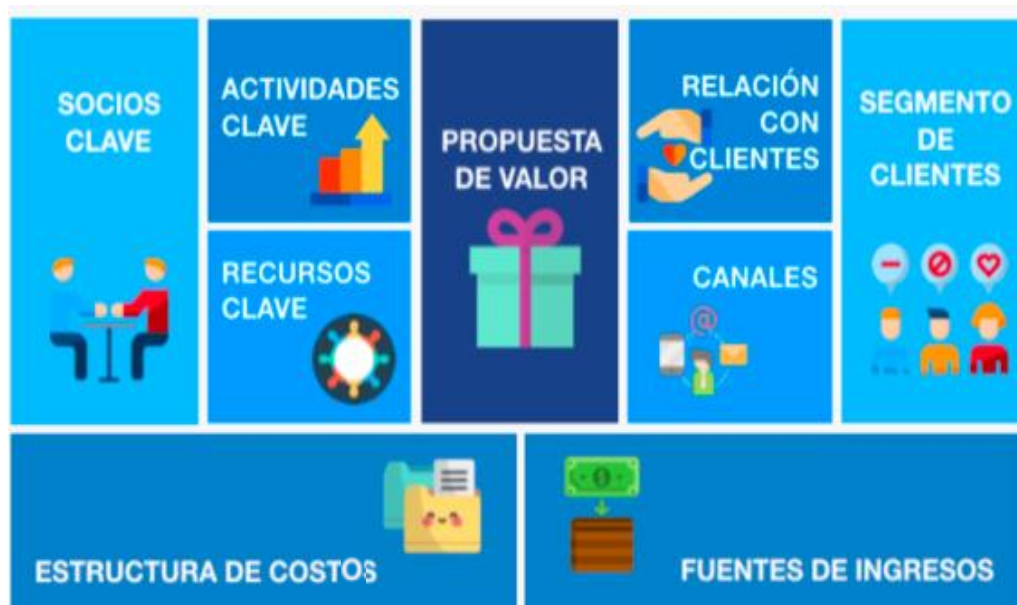 SOCIOS
CLAVE
ACTIVIDADES
CLAVE
RECURSOS
CLAVE
PROPUESTA
DE VALOR
RELACIÓN
CON
CLIENTES
CANALES
@
SEGMENTO
DE
CLIENTES
ESTRUCTURA DE COSTOS
FUENTES DE INGRESOS